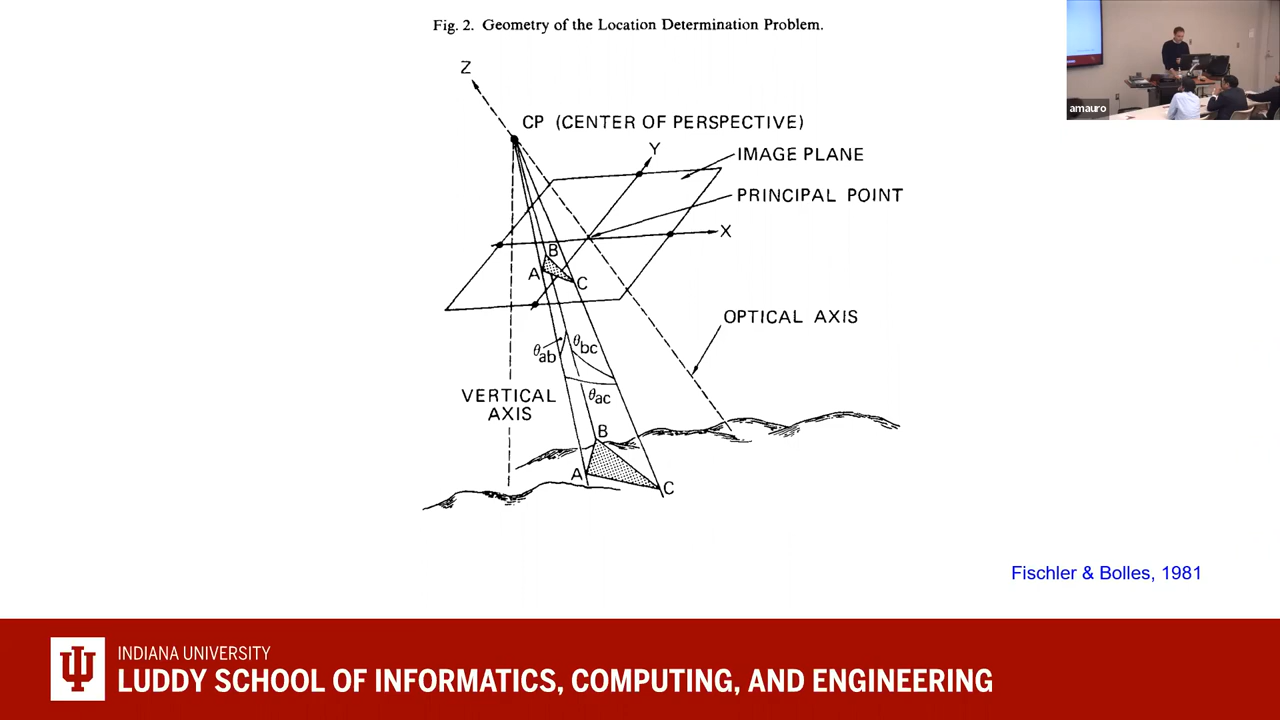 Fig. 2. Geometry of the Location Determination Problem.
Z
CP (CENTER OF PERSPECTIVE)
Y
IMAGE PLANE
PRINCIPAL POINT
X
B
A
C
OPTICAL AXIS
θab
θbc
θac
VERTICAL
AXIS
B
A
C
Fischler & Bolles, 1981
amauro
INDIANA UNIVERSITY
LUDDY SCHOOL OF INFORMATICS, COMPUTING, AND ENGINEERING